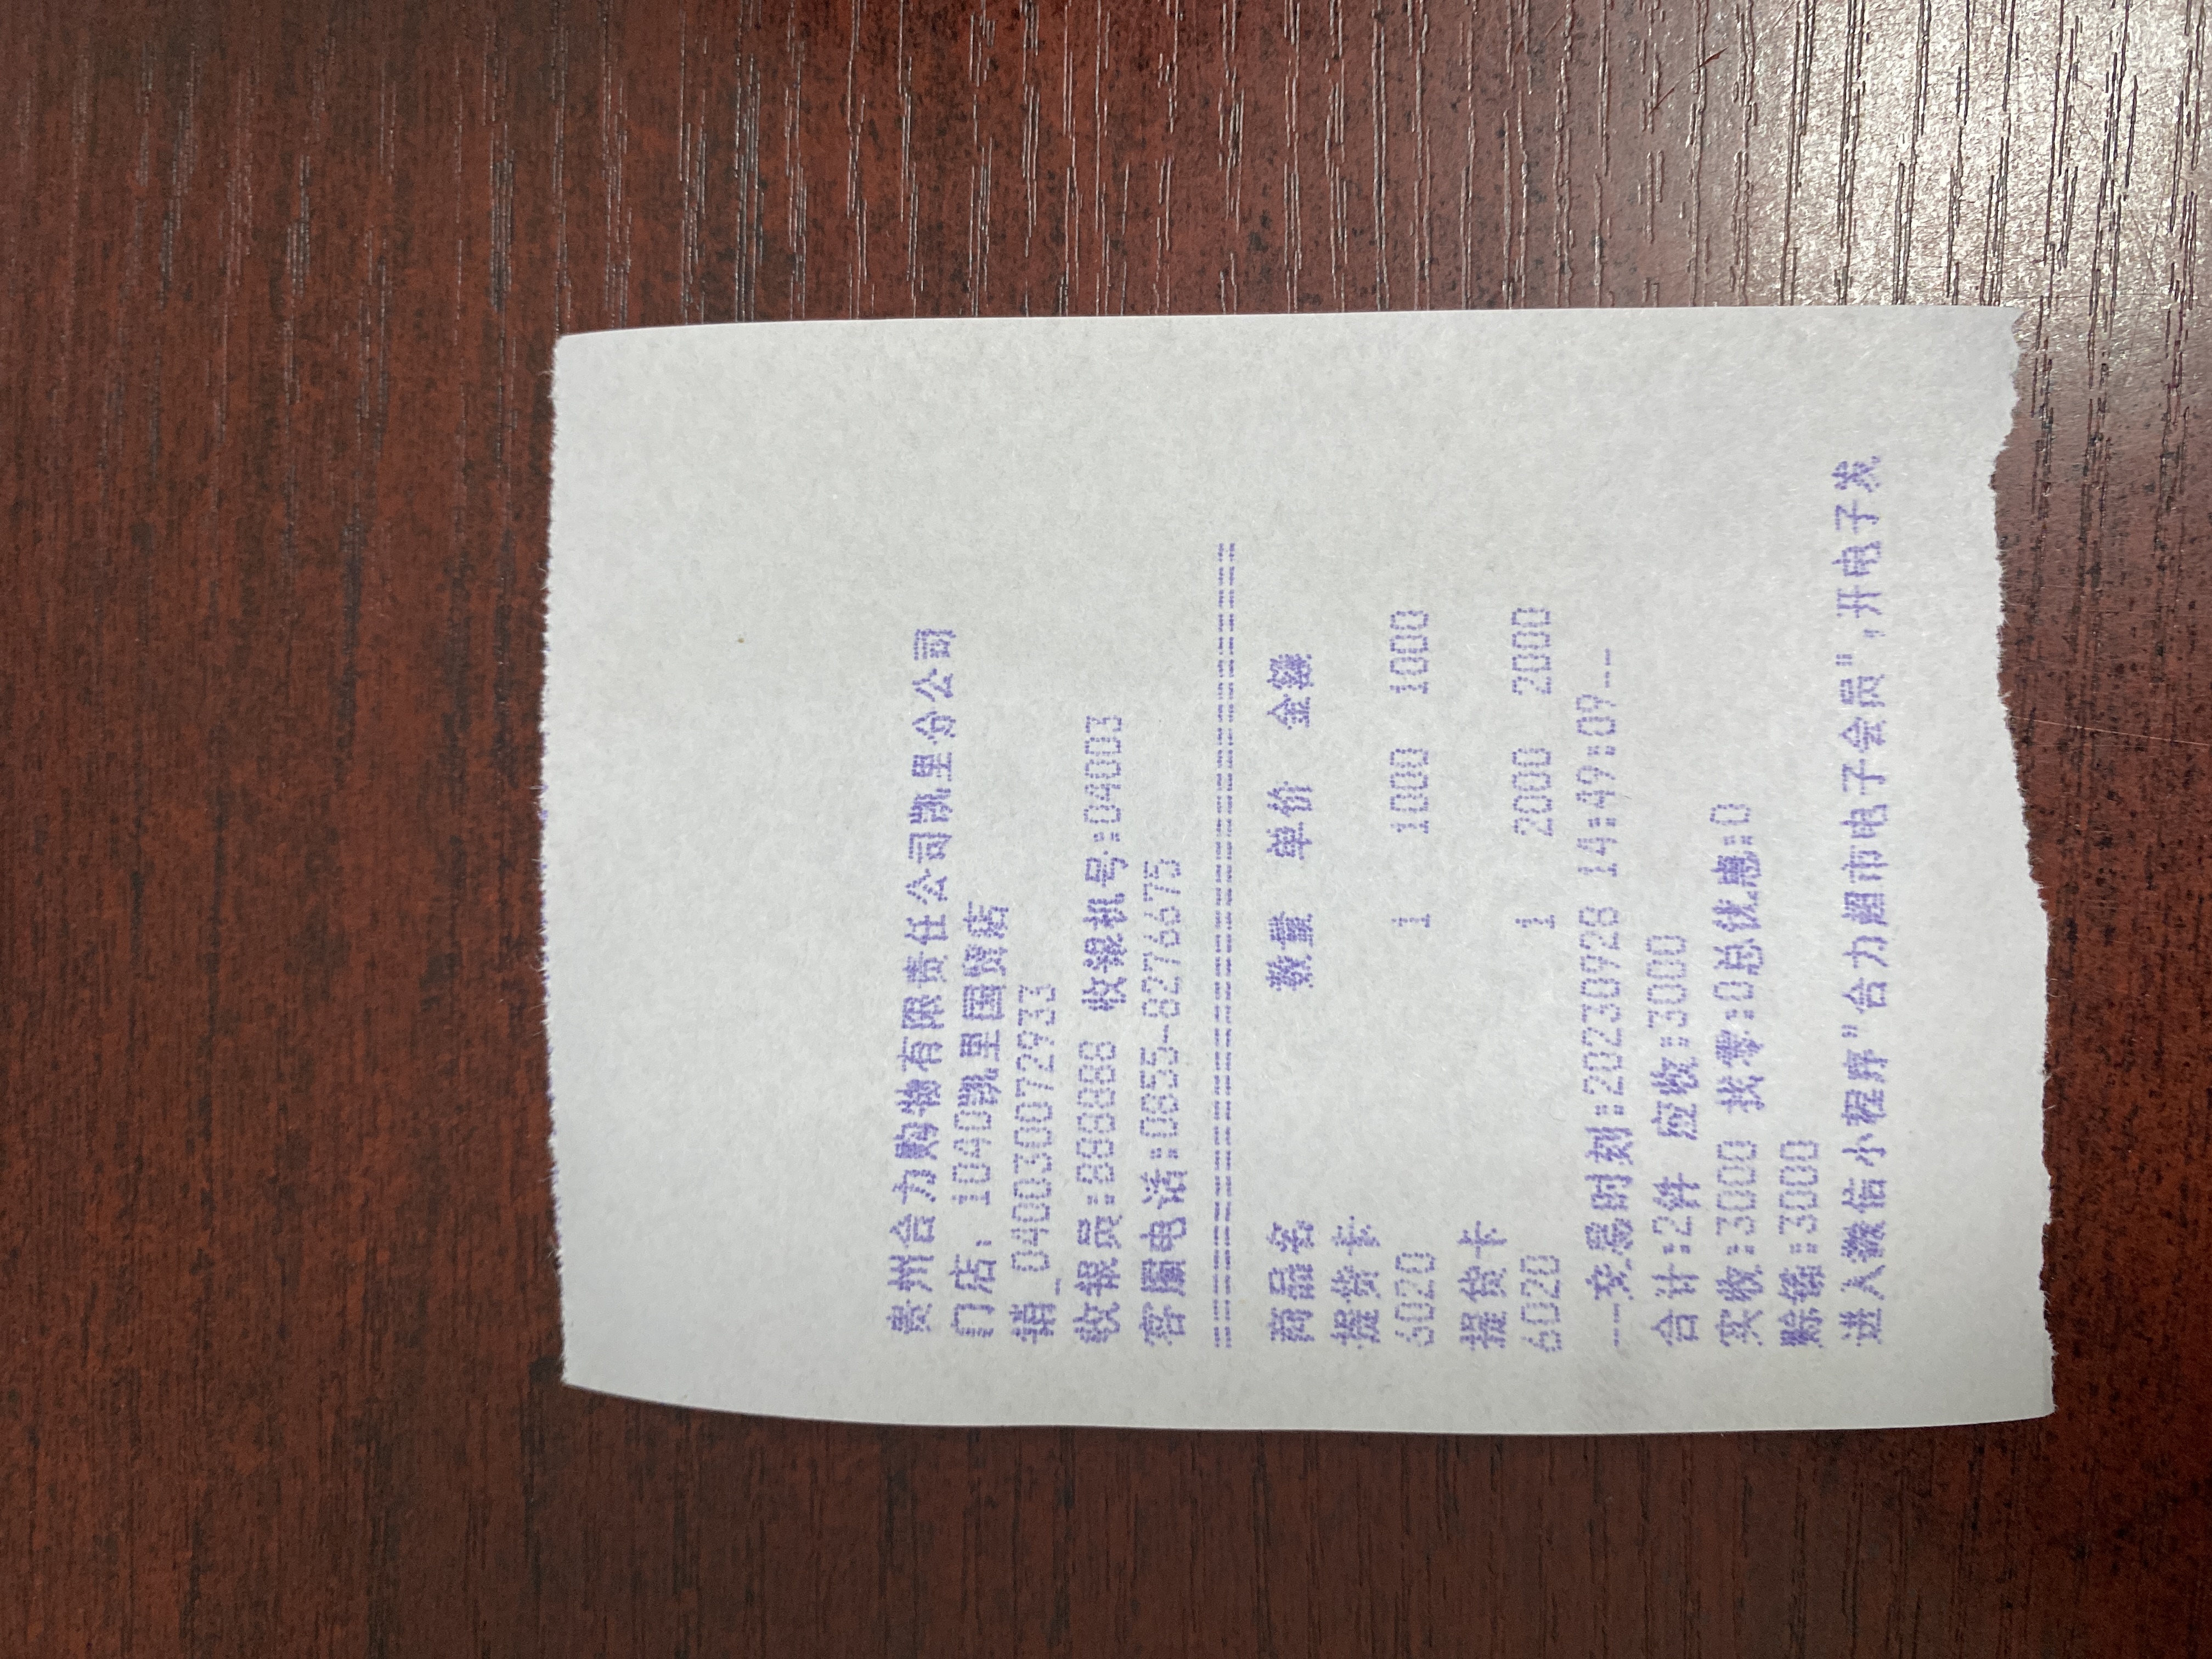 贵州合力购物有限责任公司凯里分公司
门店: 1040凯里国贸店
销_040030072933
收银员:888888 收银机号:04003
客服电话:0855-8276675
商品名 数量 单价 金额
提货卡
6020 1 1000 1000
提货卡
6020 1 2000 2000
---交易时刻:20230928 14:49:09---
合计:2件 应收:3000
实收:3000 找零:0总优惠:0
赊销:3000
进入微信小程序"合力超市电子会员",开电子发